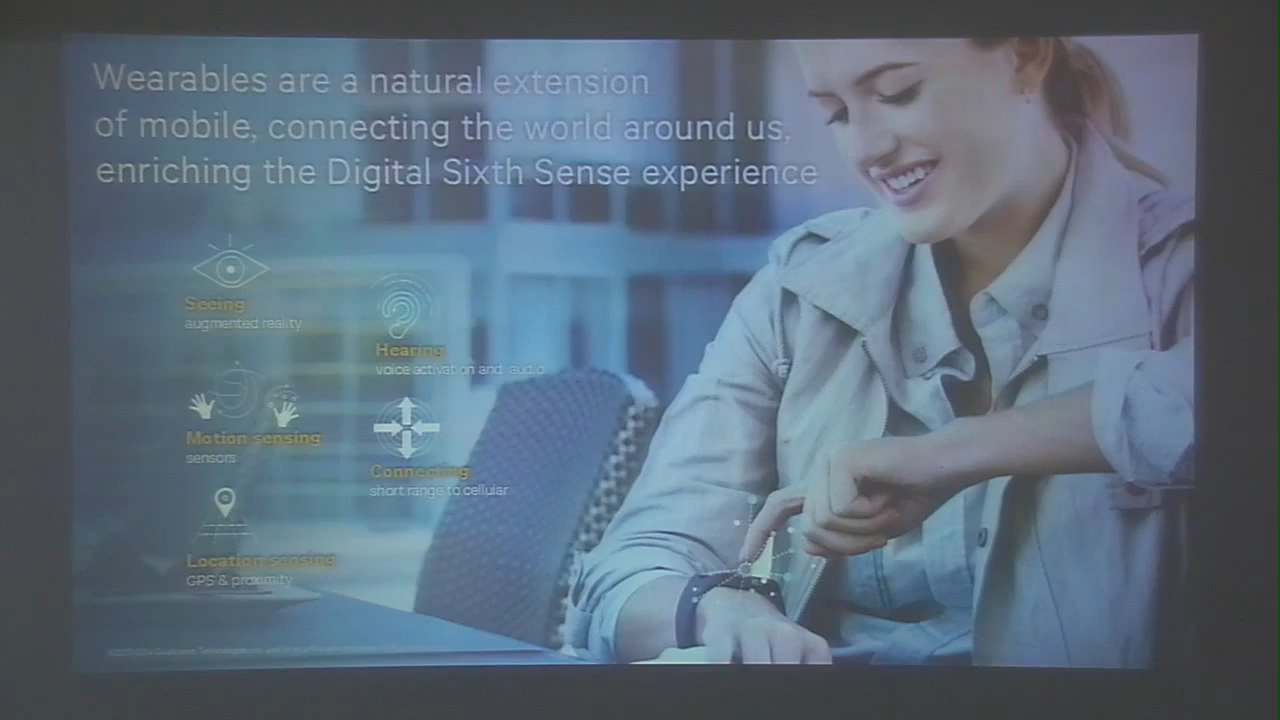 Wearables are a natural extension
of mobile, connecting the world around us,
enriching the Digital Sixth Sense experience
Seeing
augmented reality
Hearing
voice activation and audio
Motion sensing
sensors
Connecting
short range to cellular
Location sensing
GPS & proximity